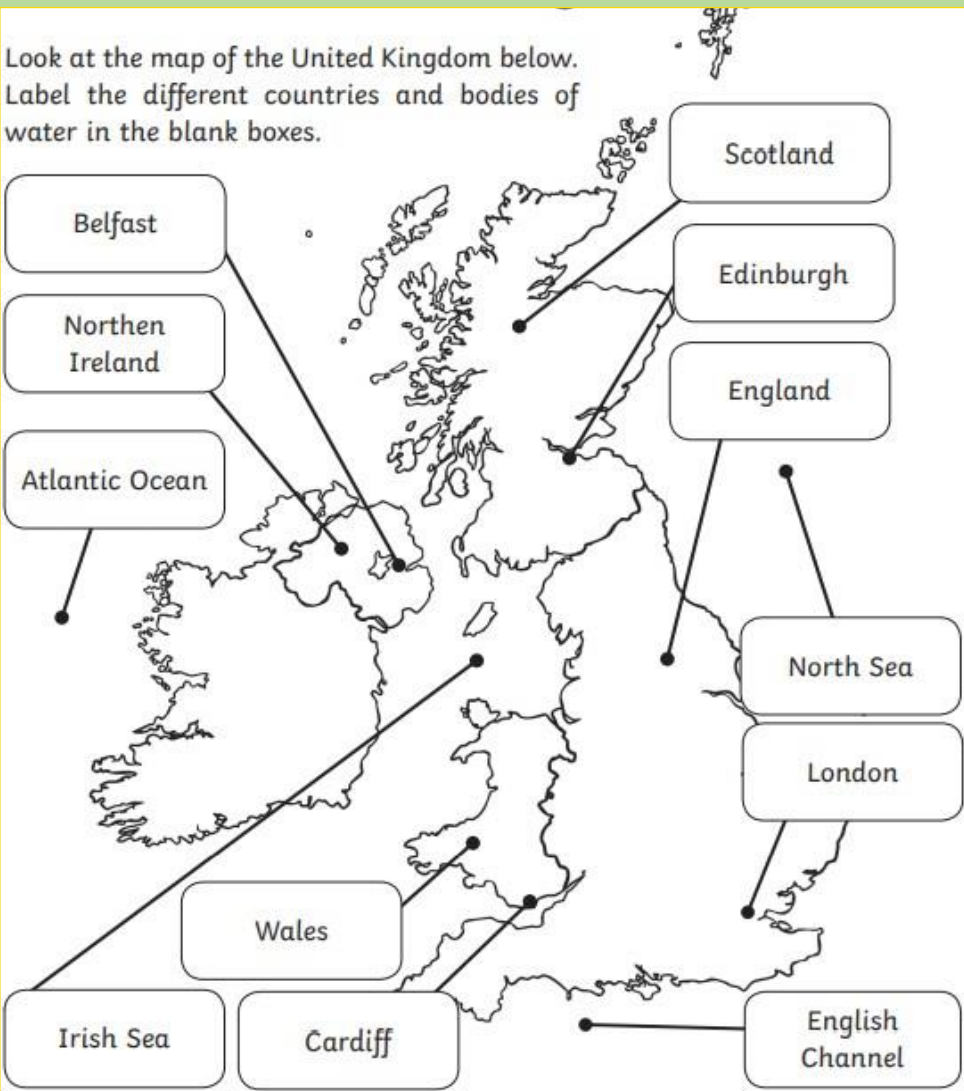 Look at the map of the United Kingdom below.
Label the different countries and bodies of
water in the blank boxes.
Scotland
Belfast
Edinburgh
Northen
Ireland
England
Atlantic Ocean
North Sea
London
Wales
Irish Sea
Cardiff
English
Channel